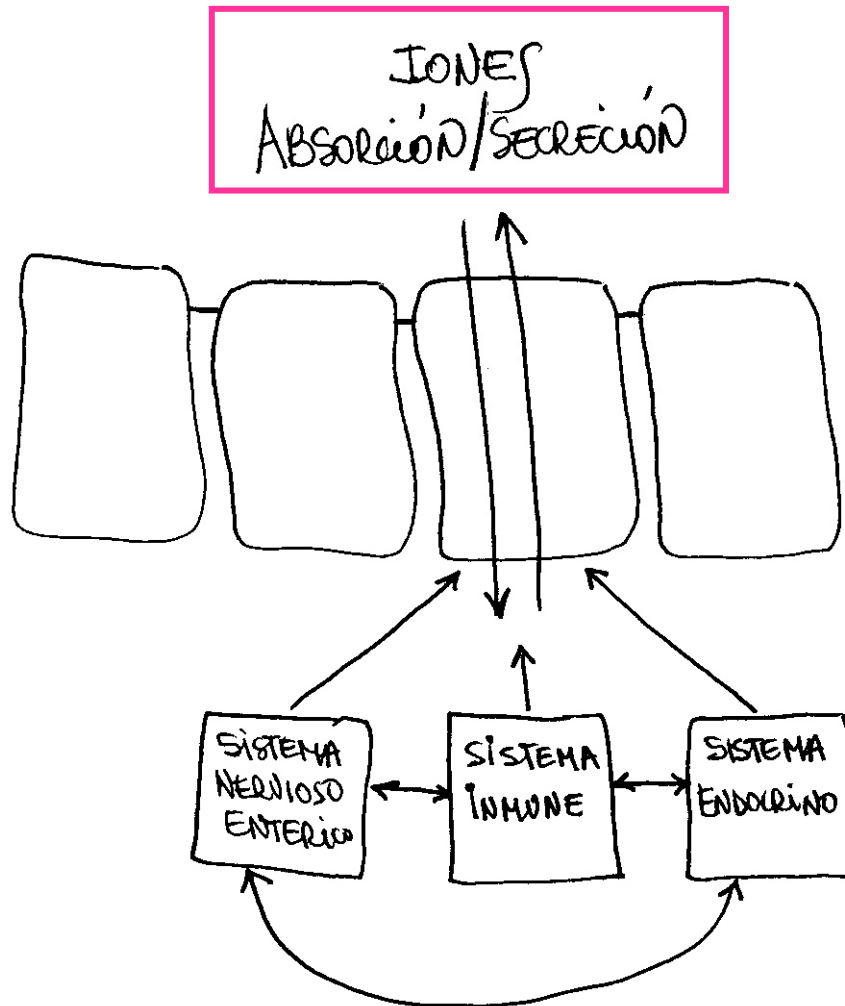 IONES
ABSORCIÓN/SECRECIÓN
SISTEMA
NERVIOSO
ENTERICO
SISTEMA
INMUNE
SISTEMA
ENDOCRINO